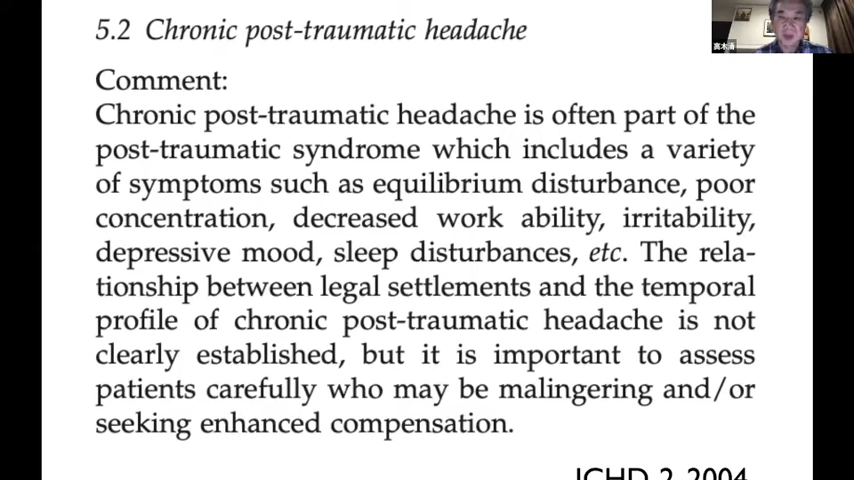 5.2 Chronic post-traumatic headache
Comment:
Chronic post-traumatic headache is often part of the
post-traumatic syndrome which includes a variety
of symptoms such as equilibrium disturbance, poor
concentration, decreased work ability, irritability,
depressive mood, sleep disturbances, etc. The rela-
tionship between legal settlements and the temporal
profile of chronic post-traumatic headache is not
clearly established, but it is important to assess
patients carefully who may be malingering and/or
seeking enhanced compensation.
ICHD-2 2004